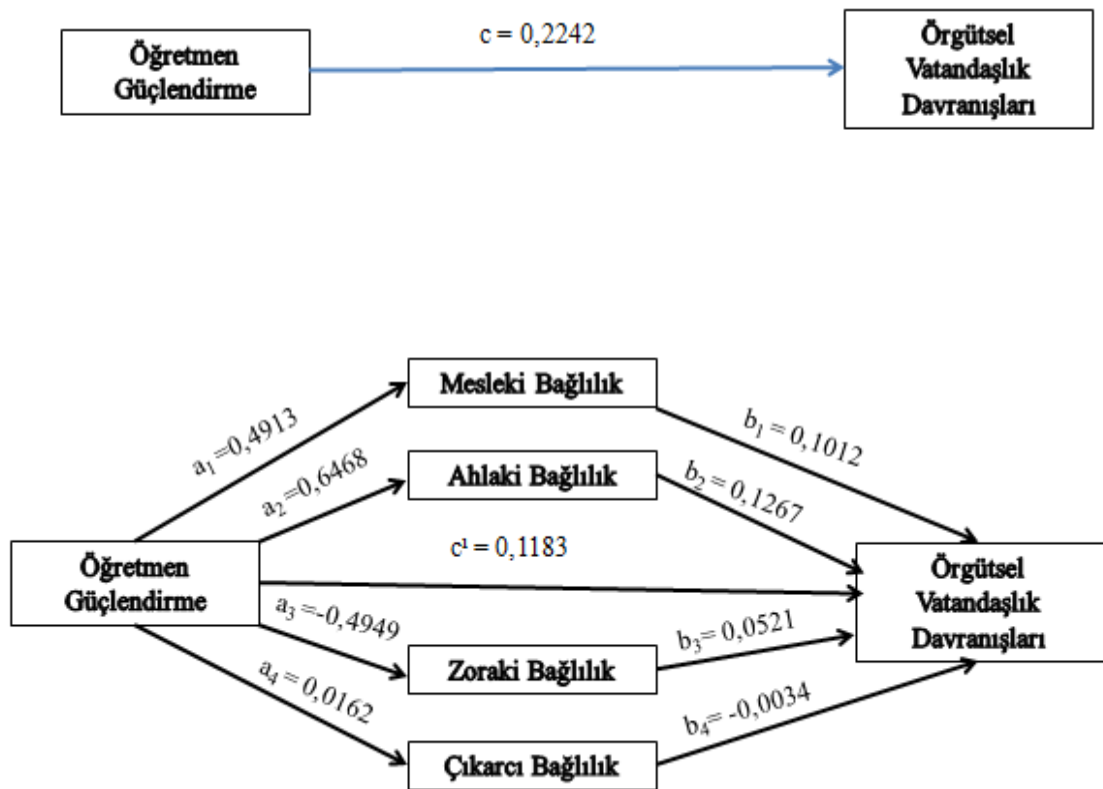 Öğretmen
Güçlendirme
c = 0,2242
Örgütsel
Vatandaşlık
Davranışları
Mesleki Bağlılık
a₁ =0,4913
b₁ = 0,1012
Ahlaki Bağlılık
a₂ =0,6468
b₂ = 0,1267
c¹ = 0,1183
Öğretmen
Güçlendirme
Örgütsel
Vatandaşlık
Davranışları
a₃ =-0,4949
b₃= 0,0521
Zoraki Bağlılık
a₄ = 0,0162
b₄= -0,0034
Çıkarcı Bağlılık